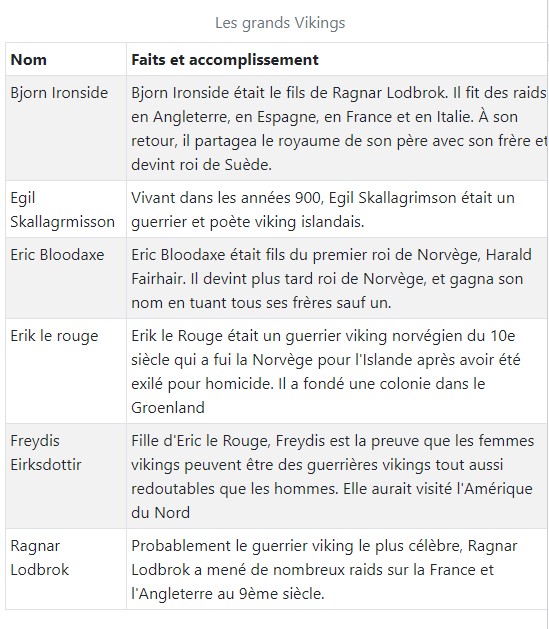 Les grands Vikings
Nom
Faits et accomplissement
Bjorn Ironside
Bjorn Ironside était le fils de Ragnar Lodbrok. Il fit des raids
en Angleterre, en Espagne, en France et en Italie. À son
retour, il partagea le royaume de son père avec son frère et
devint roi de Suède.
Egil
Skallagrmisson
Vivant dans les années 900, Egil Skallagrimson était un
guerrier et poète viking islandais.
Eric Bloodaxe
Eric Bloodaxe était fils du premier roi de Norvège, Harald
Fairhair. Il devint plus tard roi de Norvège, et gagna son
nom en tuant tous ses frères sauf un.
Erik le rouge
Erik le Rouge était un guerrier viking norvégien du 10e
siècle qui a fui la Norvège pour l'Islande après avoir été
exilé pour homicide. Il a fondé une colonie dans le
Groenland
Freydis
Eirksdottir
Fille d'Eric le Rouge, Freydis est la preuve que les femmes
vikings peuvent être des guerrières vikings tout aussi
redoutables que les hommes. Elle aurait visité l'Amérique
du Nord
Ragnar
Lodbrok
Probablement le guerrier viking le plus célèbre, Ragnar
Lodbrok a mené de nombreux raids sur la France et
l'Angleterre au 9ème siècle.